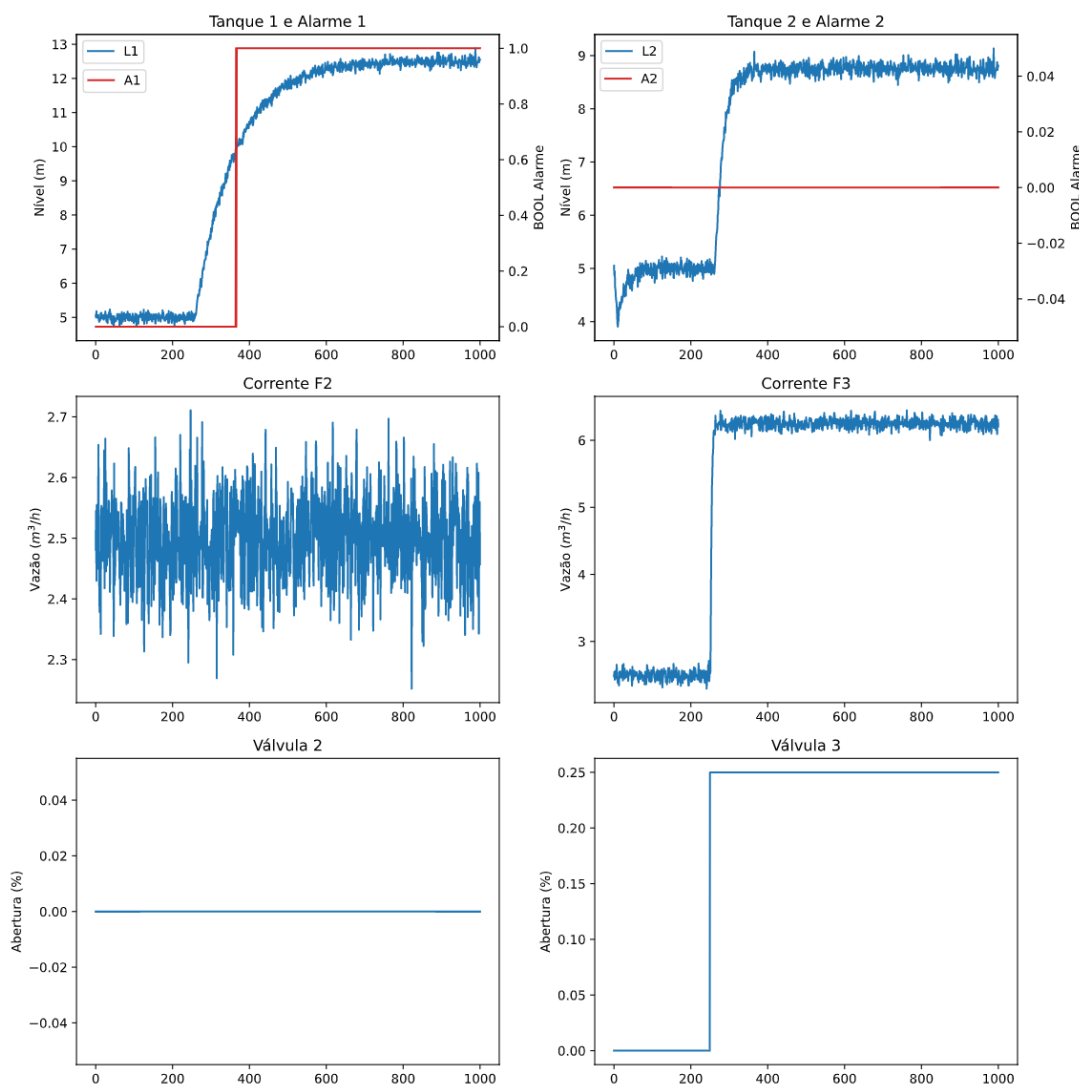 Tanque 1 e Alarme 1
13
12
11
10
9
8
7
6
5
Nível (m)
L1
A1
1.0
0.8
0.6
0.4
0.2
0.0
BOOL Alarme
0 200 400 600 800 1000
Tanque 2 e Alarme 2
9
8
7
6
5
4
Nível (m)
L2
A2
0.04
0.02
0.00
−0.02
−0.04
BOOL Alarme
0 200 400 600 800 1000
Corrente F2
2.7
2.6
2.5
2.4
2.3
Vazão (m³/h)
0 200 400 600 800 1000
Corrente F3
6
5
4
3
Vazão (m³/h)
0 200 400 600 800 1000
Válvula 2
0.04
0.02
0.00
−0.02
−0.04
Abertura (%)
0 200 400 600 800 1000
Válvula 3
0.25
0.20
0.15
0.10
0.05
0.00
Abertura (%)
0 200 400 600 800 1000